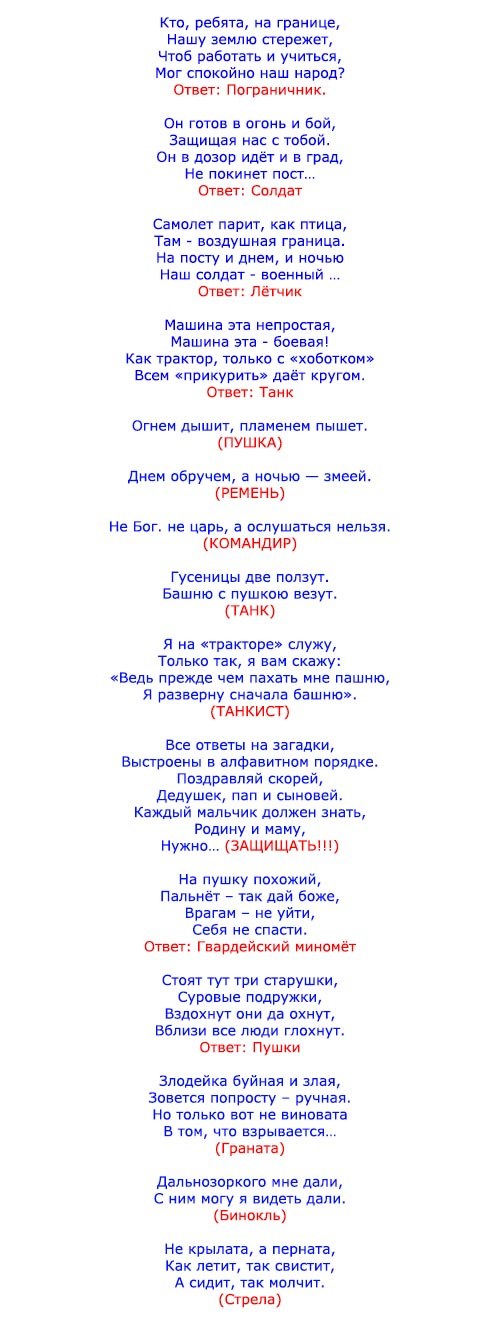 Кто, ребята, на границе,
Нашу землю стережет,
Чтоб работать и учиться,
Мог спокойно наш народ?
Ответ: Пограничник.
Он готов в огонь и бой,
Защищая нас с тобой.
Он в дозор идёт и в град,
Не покинет пост…
Ответ: Солдат
Самолет парит, как птица,
Там - воздушная граница.
На посту и днем, и ночью
Наш солдат - военный …
Ответ: Лётчик
Машина эта непростая,
Машина эта - боевая!
Как трактор, только с «хоботком»
Всем «прикурить» даёт кругом.
Ответ: Танк
Огнем дышит, пламенем пышет.
(ПУШКА)
Днем обручем, а ночью — змеей.
(РЕМЕНЬ)
Не Бог. не царь, а ослушаться нельзя.
(КОМАНДИР)
Гусеницы две ползут.
Башню с пушкою везут.
(ТАНК)
Я на «тракторе» служу,
Только так, я вам скажу:
«Ведь прежде чем пахать мне пашню,
Я разверну сначала башню».
(ТАНКИСТ)
Все ответы на загадки,
Выстроены в алфавитном порядке.
Поздравляй скорей,
Дедушек, пап и сыновей.
Каждый мальчик должен знать,
Родину и маму,
Нужно… (ЗАЩИЩАТЬ!!!)
На пушку похожий,
Пальнёт – так дай боже,
Врагам – не уйти,
Себя не спасти.
Ответ: Гвардейский миномёт
Стоят тут три старушки,
Суровые подружки,
Вздохнут они да охнут,
Вблизи все люди глохнут.
Ответ: Пушки
Злодейка буйная и злая,
Зовется попросту – ручная.
Но только вот не виновата
В том, что взрывается…
(Граната)
Дальнозоркого мне дали,
С ним могу я видеть дали.
(Бинокль)
Не крылата, а перната,
Как летит, так свистит,
А сидит, так молчит.
(Стрела)